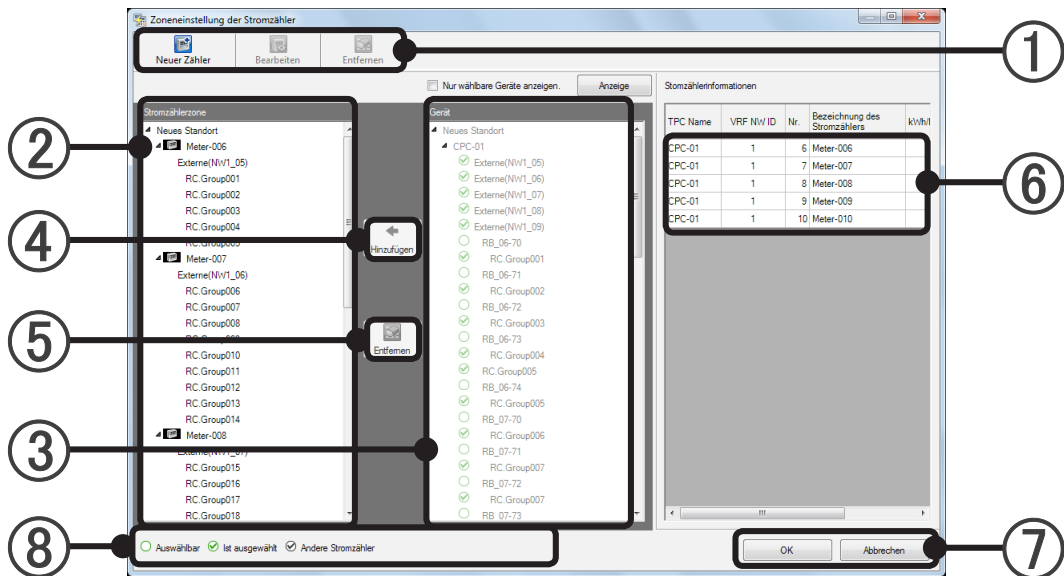 Zoneneinstellung der Stromzähler
Neuer Zähler Bearbeiten Entfernen
①
Nur wählbare Geräte anzeigen. Anzeige
Stomzählerinformationen
Stromzählerzone
Neues Standort
Meter-006
Externe(NW1_05)
RC.Group001
RC.Group002
RC.Group003
RC.Group004
RC.Group005
Meter-007
Externe(NW1_06)
RC.Group006
RC.Group007
RC.Group008
RC.Group010
RC.Group011
RC.Group012
RC.Group013
RC.Group014
Meter-008
Externe(NW1_07)
RC.Group015
RC.Group016
RC.Group017
RC.Group018
②
④
⑤
③
Hinzufügen
Entfernen
Gerät
Neues Standort
CPC-01
Externe(NW1_05)
Externe(NW1_06)
Externe(NW1_07)
Externe(NW1_08)
Externe(NW1_09)
RB_06-70
RC.Group001
RB_06-71
RC.Group002
RB_06-72
RC.Group003
RB_06-73
RC.Group004
RC.Group005
RB_06-74
RC.Group005
RB_07-70
RC.Group006
RB_07-71
RC.Group007
RB_07-72
RC.Group007
RB_07-73
TPC Name VRF NW ID Nr. Bezeichnung des Stromzählers kWh/I
CPC-01 1 6 Meter-006
CPC-01 1 7 Meter-007
CPC-01 1 8 Meter-008
CPC-01 1 9 Meter-009
CPC-01 1 10 Meter-010
⑥
⑧
Auswählbar Ist ausgewählt Andere Stromzähler
OK Abbrechen
⑦